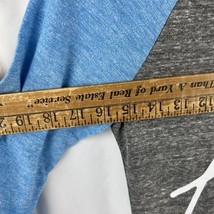 Than A Yard of Real Estate Service"
19 18 17 16 15 14 13 12